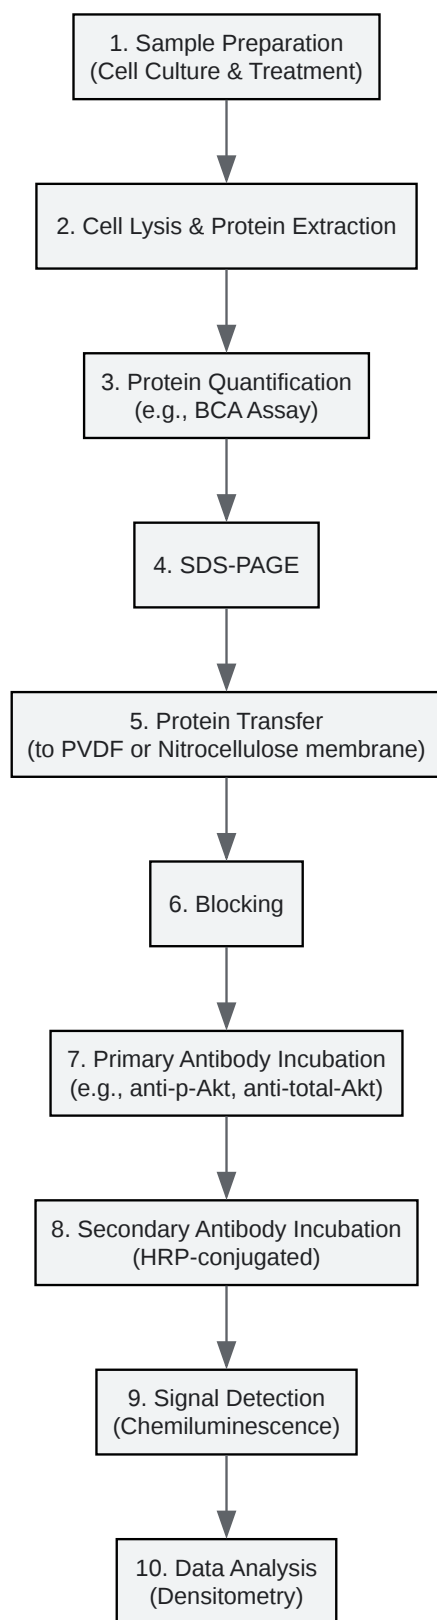 1. Sample Preparation
(Cell Culture & Treatment)
2. Cell Lysis & Protein Extraction
3. Protein Quantification
(e.g., BCA Assay)
4. SDS-PAGE
5. Protein Transfer
(to PVDF or Nitrocellulose membrane)
6. Blocking
7. Primary Antibody Incubation
(e.g., anti-p-Akt, anti-total-Akt)
8. Secondary Antibody Incubation
(HRP-conjugated)
9. Signal Detection
(Chemiluminescence)
10. Data Analysis
(Densitometry)